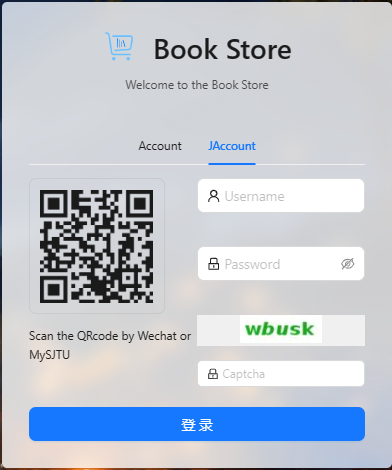 Book Store
Welcome to the Book Store
Account JAccount
Username
Password
wbusk
Scan the QRcode by Wechat or
MySJTU
Captcha
登 录